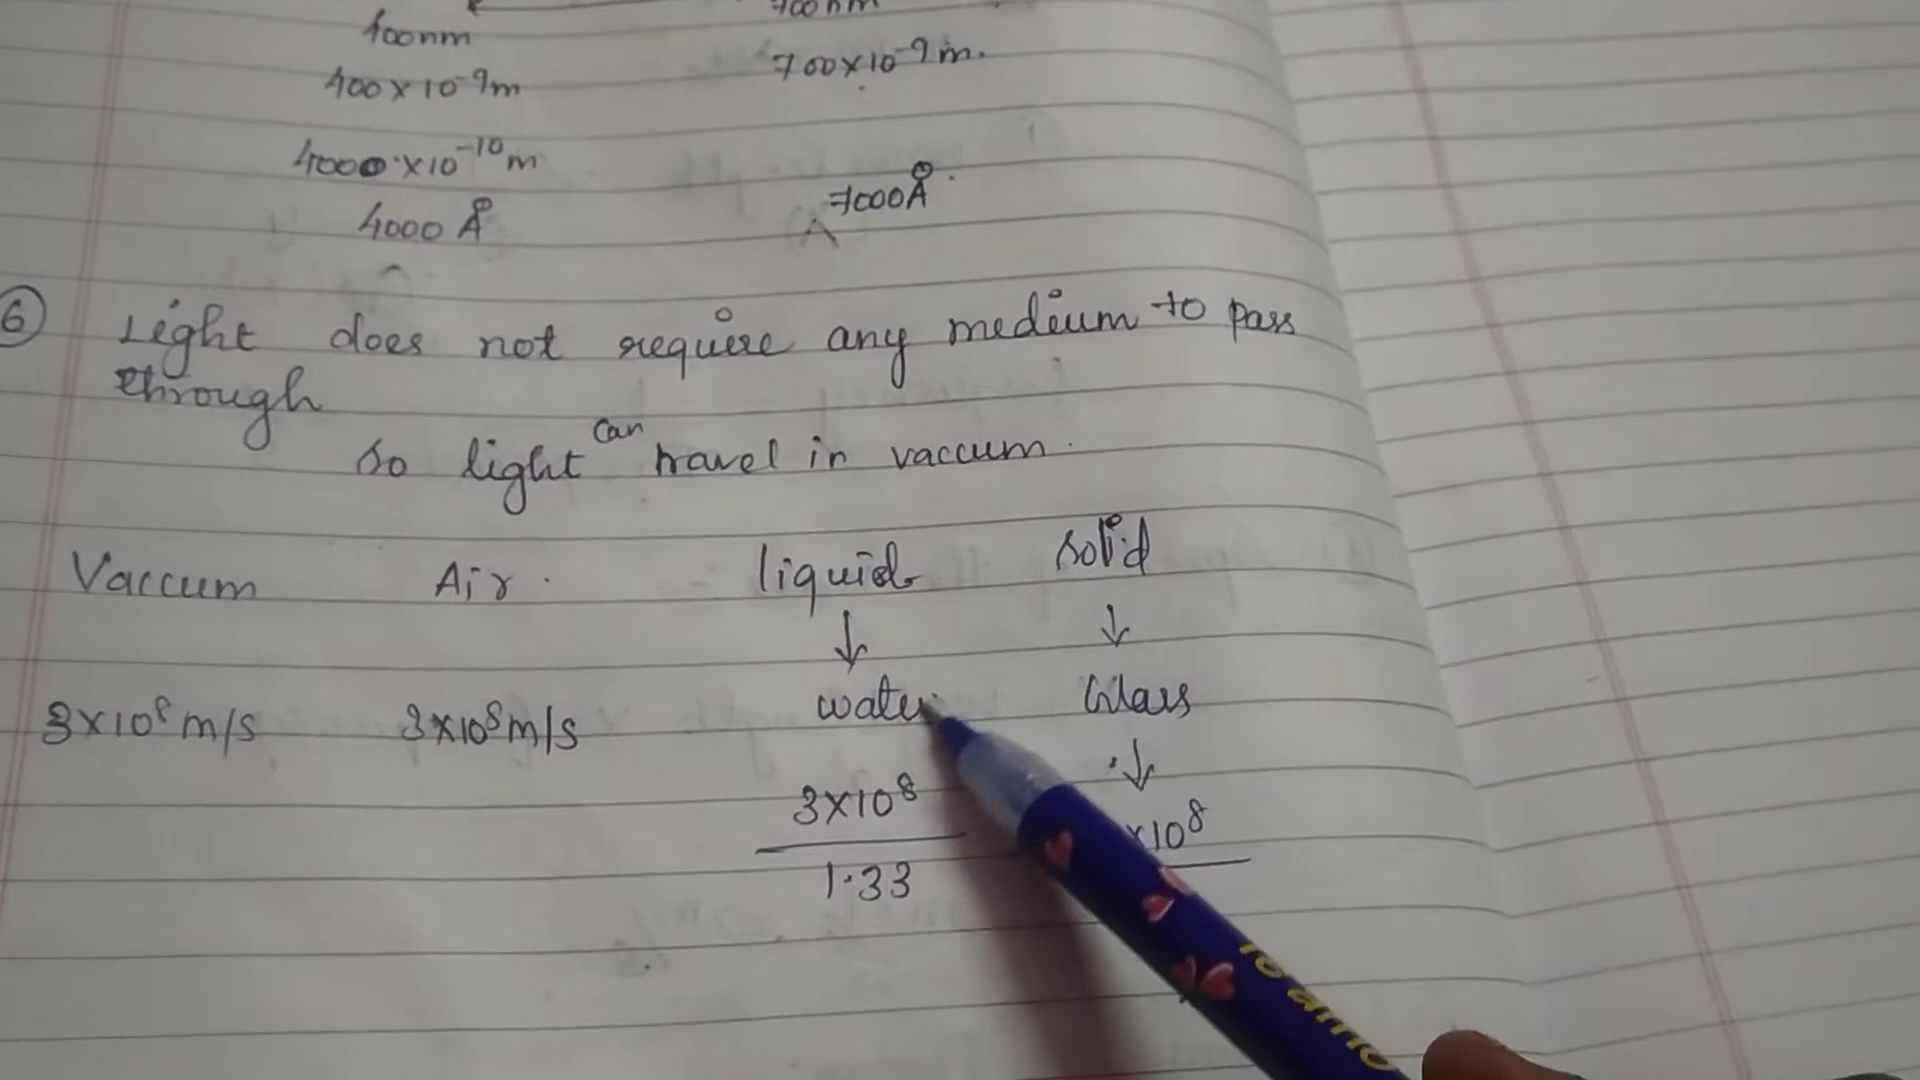 400nm 700nm
400×10⁻⁹m 700×10⁻⁹m.
4000×10⁻¹⁰m
4000 Å 7000Å.
6 Light does not require any medium to pass
through
so light can travel in vaccum.
Vaccum Air. liquid solid
↓ ↓
3×10⁸ m/s 3×10⁸m/s water Glass
↓
3×10⁸ ×10⁸
1.33